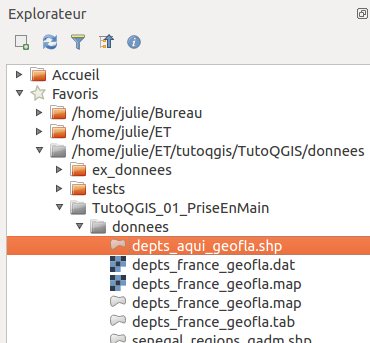 Explorateur
Accueil
Favoris
/home/julie/Bureau
/home/julie/ET
/home/julie/ET/tutoqgis/TutoQGIS/donnees
ex_donnees
tests
TutoQGIS_01_PriseEnMain
donnees
depts_aqui_geofla.shp
depts_france_geofla.dat
depts_france_geofla.map
depts_france_geofla.map
depts_france_geofla.tab
senegal_regions_gadm.shp